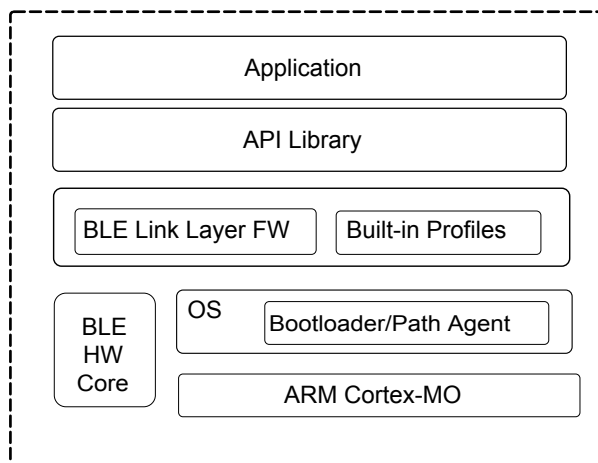 Application
API Library
BLE Link Layer FW
Built-in Profiles
BLE
HW
Core
OS
Bootloader/Path Agent
ARM Cortex-MO